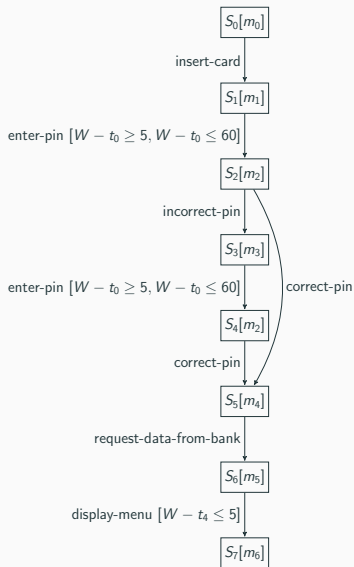 S₀[m₀]
insert-card
S₁[m₁]
enter-pin [W − t₀ ≥ 5, W − t₀ ≤ 60]
S₂[m₂]
incorrect-pin
S₃[m₃]
enter-pin [W − t₀ ≥ 5, W − t₀ ≤ 60]
correct-pin
S₄[m₂]
correct-pin
S₅[m₄]
request-data-from-bank
S₆[m₅]
display-menu [W − t₄ ≤ 5]
S₇[m₆]